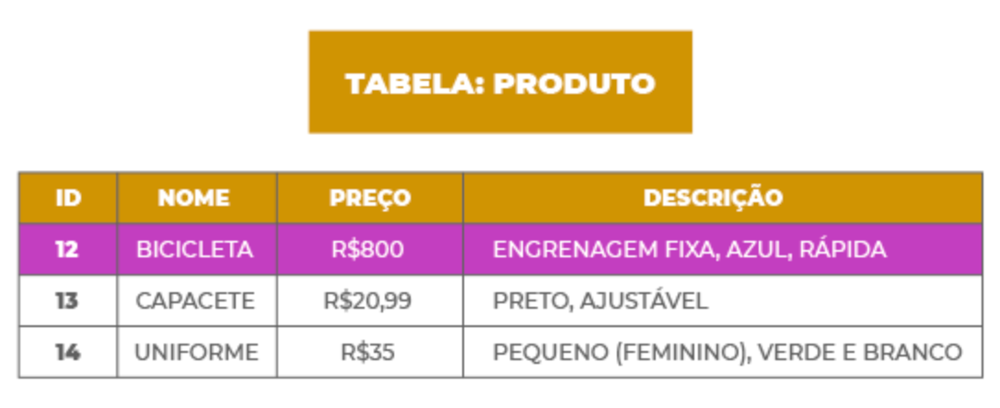 TABELA: PRODUTO
ID NOME PREÇO DESCRIÇÃO
12 BICICLETA R$800 ENGRENAGEM FIXA, AZUL, RÁPIDA
13 CAPACETE R$20,99 PRETO, AJUSTÁVEL
14 UNIFORME R$35 PEQUENO (FEMININO), VERDE E BRANCO